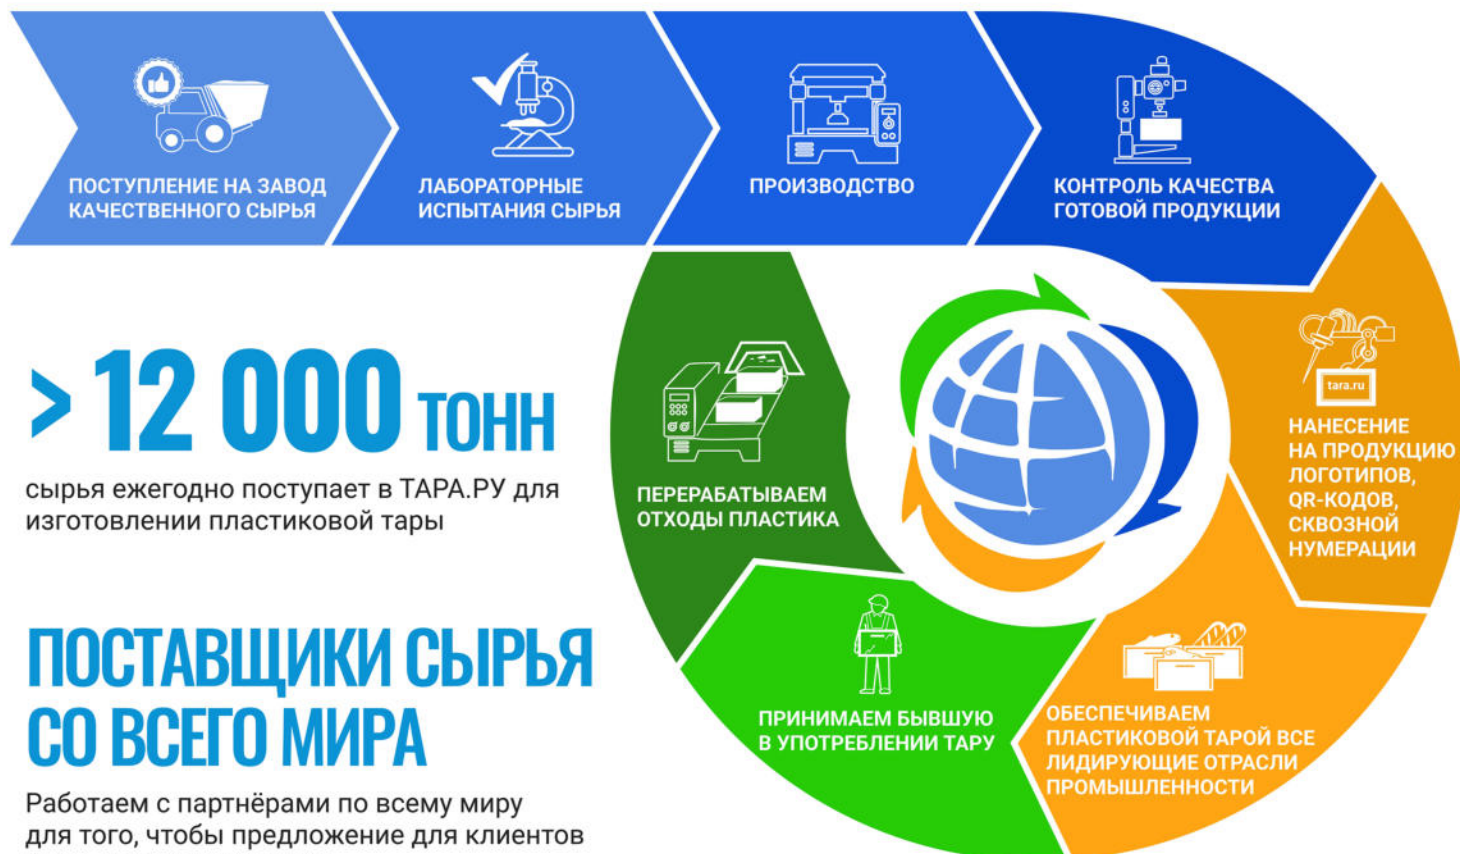 ПОСТУПЛЕНИЕ НА ЗАВОД
КАЧЕСТВЕННОГО СЫРЬЯ
ЛАБОРАТОРНЫЕ
ИСПЫТАНИЯ СЫРЬЯ
ПРОИЗВОДСТВО
КОНТРОЛЬ КАЧЕСТВА
ГОТОВОЙ ПРОДУКЦИИ
tara.ru
НАНЕСЕНИЕ
НА ПРОДУКЦИЮ
ЛОГОТИПОВ,
QR-КОДОВ,
СКВОЗНОЙ
НУМЕРАЦИИ
ОБЕСПЕЧИВАЕМ
ПЛАСТИКОВОЙ ТАРОЙ ВСЕ
ЛИДИРУЮЩИЕ ОТРАСЛИ
ПРОМЫШЛЕННОСТИ
ПРИНИМАЕМ БЫВШУЮ
В УПОТРЕБЛЕНИИ ТАРУ
ПЕРЕРАБАТЫВАЕМ
ОТХОДЫ ПЛАСТИКА
> 12 000 ТОНН
сырья ежегодно поступает в ТАРА.РУ для
изготовлении пластиковой тары
ПОСТАВЩИКИ СЫРЬЯ
СО ВСЕГО МИРА
Работаем с партнёрами по всему миру
для того, чтобы предложение для клиентов